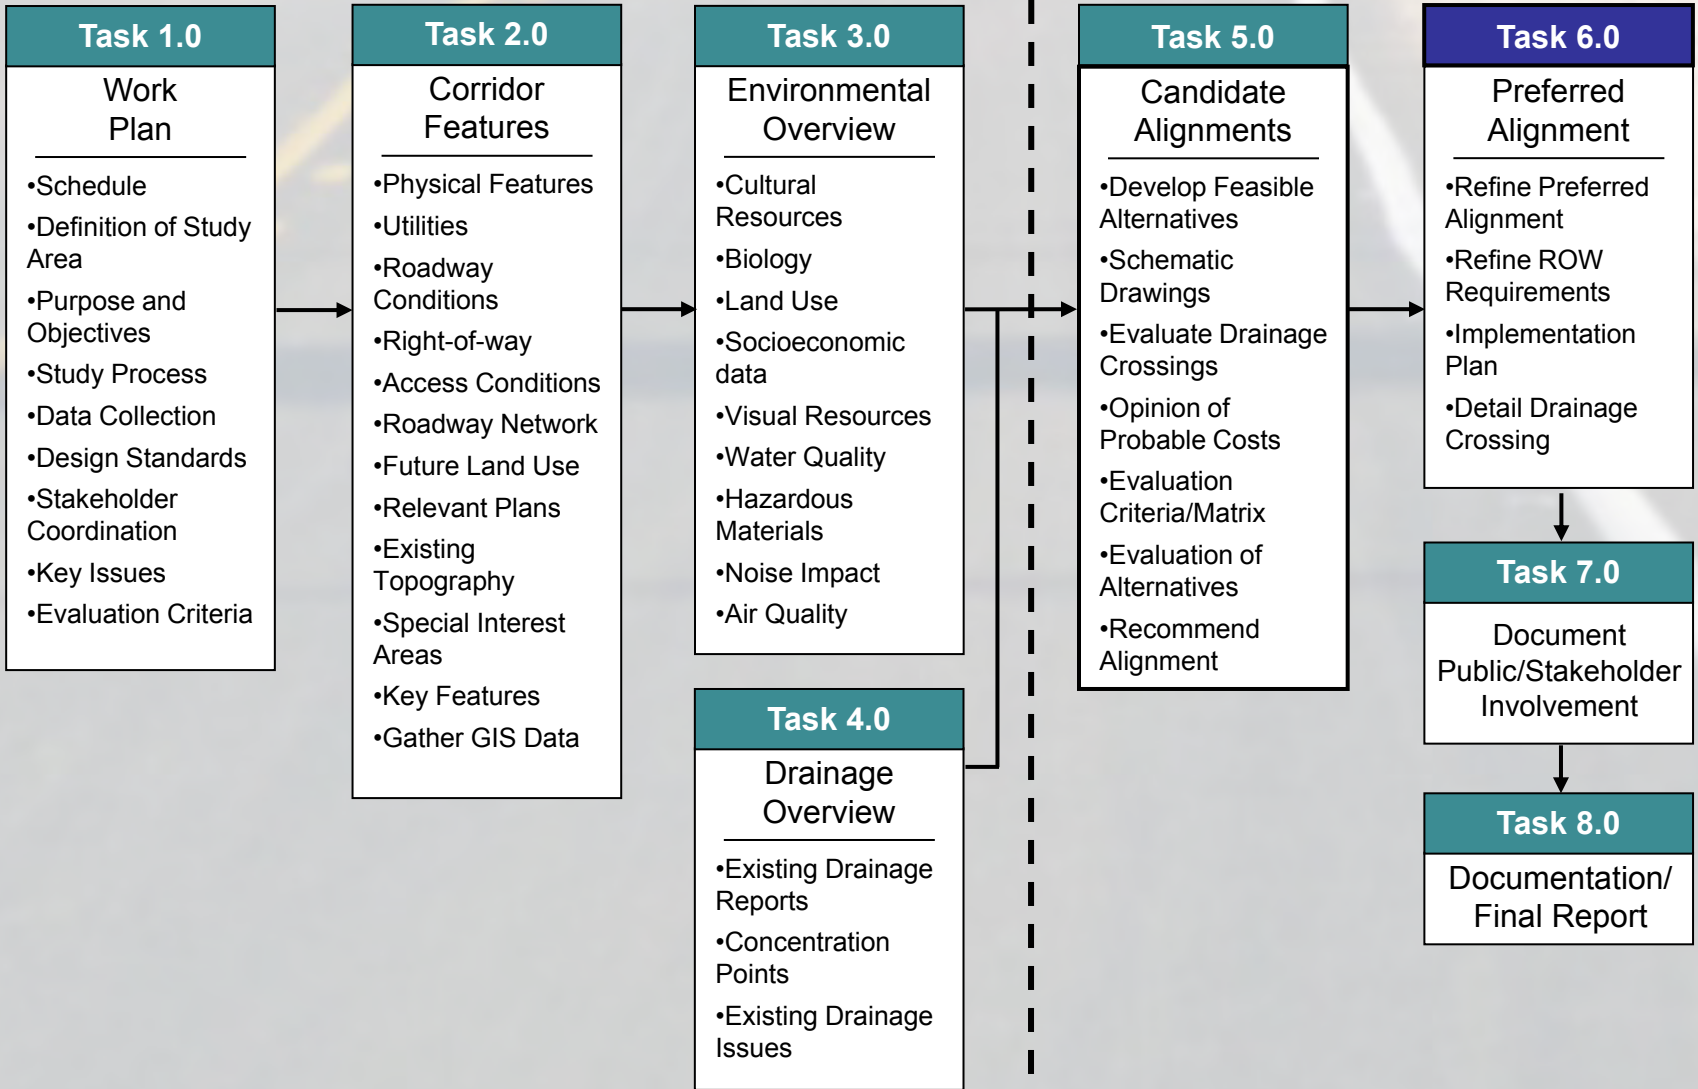 Task 1.0
Work
Plan
•Schedule
•Definition of Study
Area
•Purpose and
Objectives
•Study Process
•Data Collection
•Design Standards
•Stakeholder
Coordination
•Key Issues
•Evaluation Criteria
Task 2.0
Corridor
Features
•Physical Features
•Utilities
•Roadway
Conditions
•Right-of-way
•Access Conditions
•Roadway Network
•Future Land Use
•Relevant Plans
•Existing
Topography
•Special Interest
Areas
•Key Features
•Gather GIS Data
Task 3.0
Environmental
Overview
•Cultural
Resources
•Biology
•Land Use
•Socioeconomic
data
•Visual Resources
•Water Quality
•Hazardous
Materials
•Noise Impact
•Air Quality
Task 4.0
Drainage
Overview
•Existing Drainage
Reports
•Concentration
Points
•Existing Drainage
Issues
Task 5.0
Candidate
Alignments
•Develop Feasible
Alternatives
•Schematic
Drawings
•Evaluate Drainage
Crossings
•Opinion of
Probable Costs
•Evaluation
Criteria/Matrix
•Evaluation of
Alternatives
•Recommend
Alignment
Task 6.0
Preferred
Alignment
•Refine Preferred
Alignment
•Refine ROW
Requirements
•Implementation
Plan
•Detail Drainage
Crossing
Task 7.0
Document
Public/Stakeholder
Involvement
Task 8.0
Documentation/
Final Report